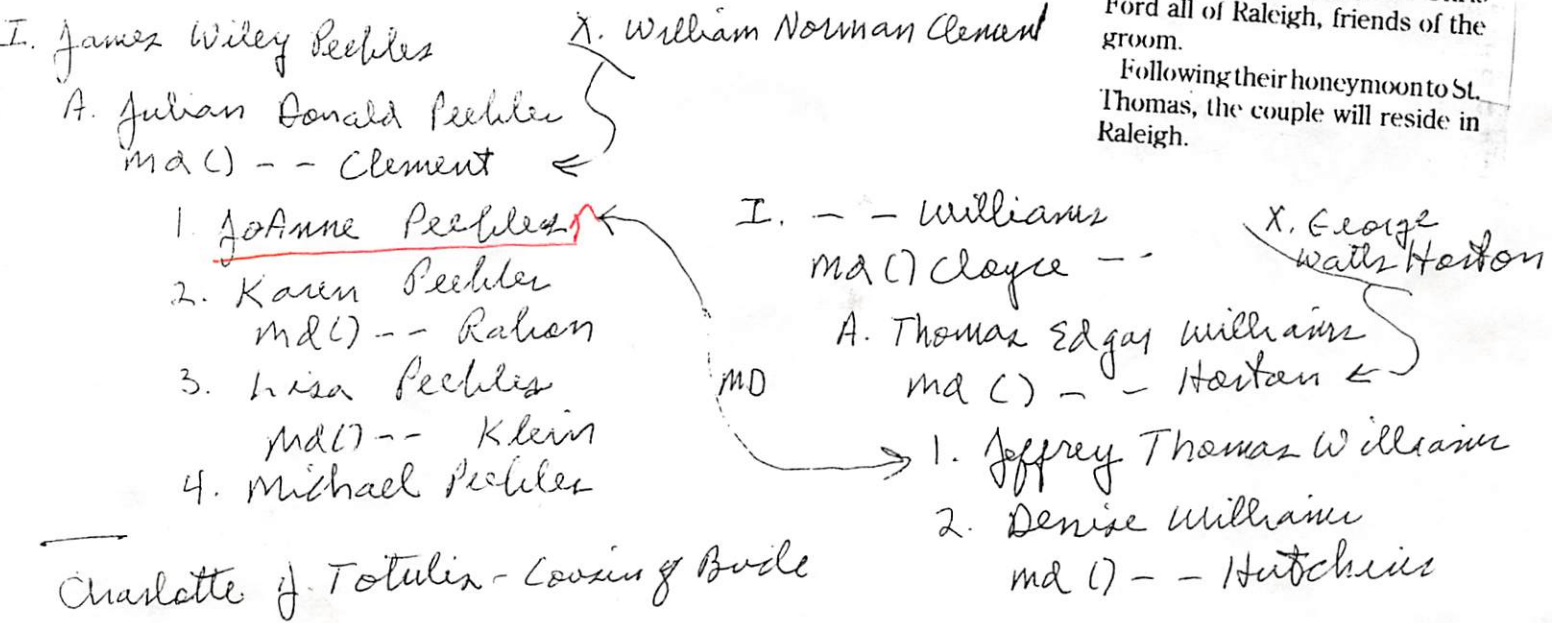 I. James Wiley Peebles
A. Julian Donald Peebles
md () - - Clement
1. JoAnne Peebles
2. Karen Peebles
md () - - Raban
3. Lisa Peebles
md () - - Klein
4. Michael Peebles
Charlotte J. - Cousin of Bride
X. William Norman Clement
MD
Ford all of Raleigh, friends of the
groom.
Following their honeymoon to St.
Thomas, the couple will reside in
Raleigh.
I. - - Williams
md () Cloyce - -
X. George
Watts Horton
A. Thomas Edgar Williams
md () - - Horton
1. Jeffrey Thomas Williams
2. Denise Williams
md () - - Hutchins